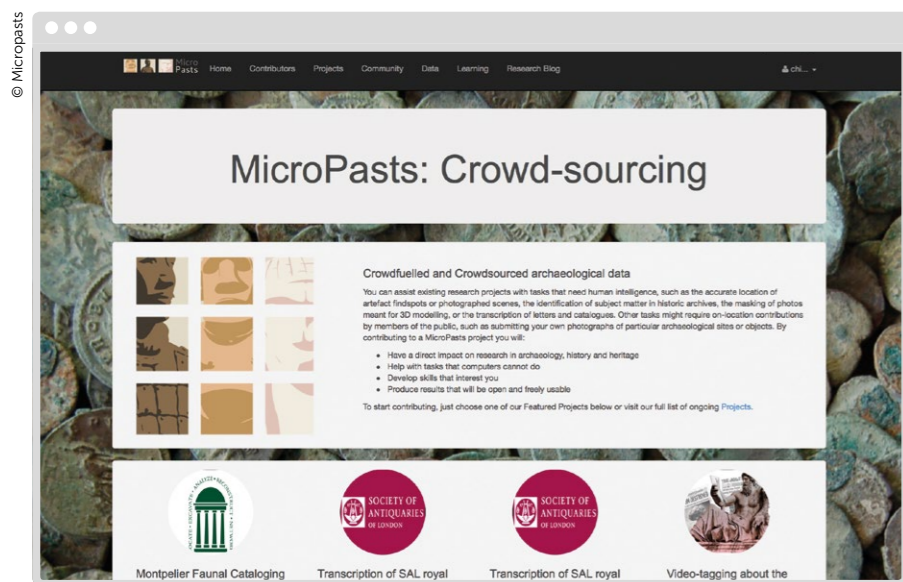 © Micropasts
Micro
Pasts
Home Contributors Projects Community Data Learning Research Blog chi...
MicroPasts: Crowd-sourcing
Crowdfuelled and Crowdsourced archaeological data
You can assist existing research projects with tasks that need human intelligence, such as the accurate location of
artefact findspots or photographed scenes, the identification of subject matter in historic archives, the masking of photos
meant for 3D modelling, or the transcription of letters and catalogues. Other tasks might require on-location contributions
by members of the public, such as submitting your own photographs of particular archaeological sites or objects. By
contributing to a MicroPasts project you will:
• Have a direct impact on research in archaeology, history and heritage
• Help with tasks that computers cannot do
• Develop skills that interest you
• Produce results that will be open and freely usable
To start contributing, just choose one of our Featured Projects below or visit our full list of ongoing Projects.
SOCIETY OF
ANTIQUARIES
OF LONDON
SOCIETY OF
ANTIQUARIES
OF LONDON
Montpelier Faunal Cataloging Transcription of SAL royal Transcription of SAL royal Video-tagging about the